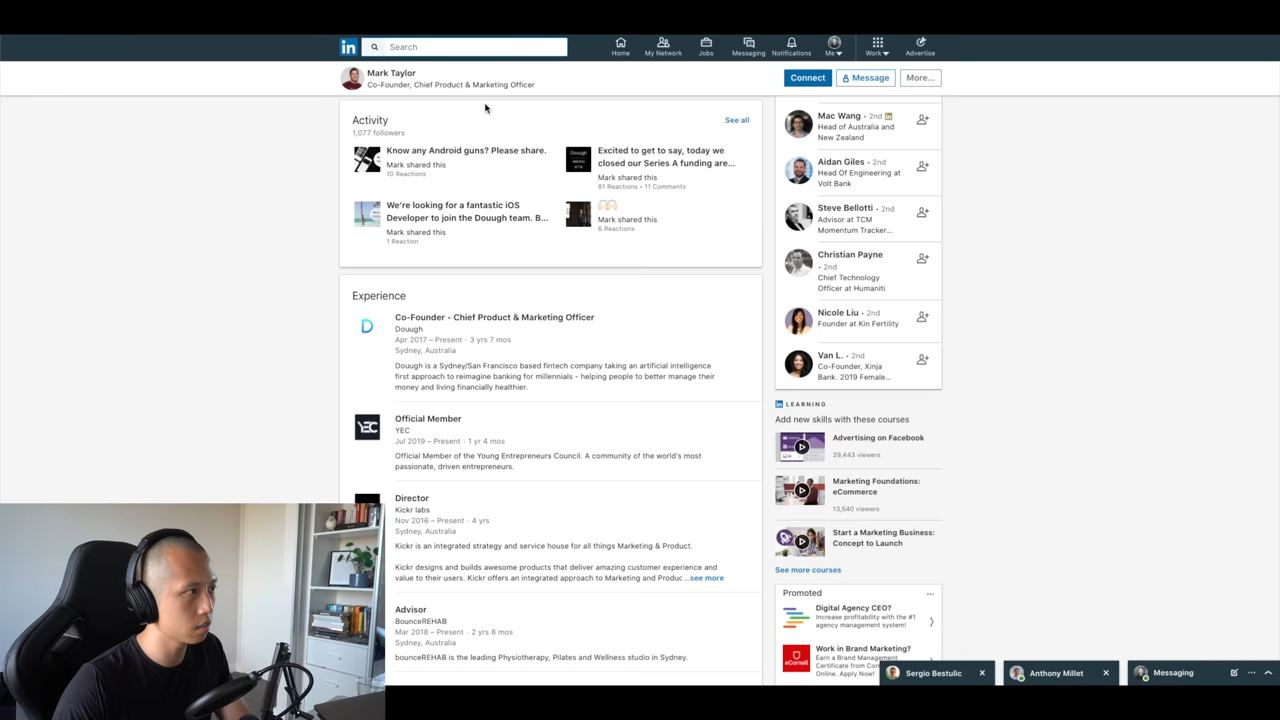 in
Search
Home
My Network
Jobs
Messaging
Notifications
Me
Work
Advertise
Mark Taylor
Co-Founder, Chief Product & Marketing Officer
Connect
Message
More...
Activity
See all
1,077 followers
Know any Android guns? Please share.
Mark shared this
10 Reactions
Excited to get to say, today we
closed our Series A funding are...
Mark shared this
81 Reactions • 11 Comments
We're looking for a fantastic iOS
Developer to join the Douugh team. B...
Mark shared this
1 Reaction
Mark shared this
6 Reactions
Experience
D
Co-Founder - Chief Product & Marketing Officer
Douugh
Apr 2017 – Present · 3 yrs 7 mos
Sydney, Australia
Douugh is a Sydney/San Francisco based fintech company taking an artificial intelligence
first approach to reimagine banking for millennials - helping people to better manage their
money and living financially healthier.
YEC
Official Member
YEC
Jul 2019 – Present · 1 yr 4 mos
Official Member of the Young Entrepreneurs Council. A community of the world's most
passionate, driven entrepreneurs.
Director
Kickr labs
Nov 2016 – Present · 4 yrs
Sydney, Australia
Kickr is an integrated strategy and service house for all things Marketing & Product.
Kickr designs and builds awesome products that deliver amazing customer experience and
value to their users. Kickr offers an integrated approach to Marketing and Produc ...see more
Advisor
BounceREHAB
Mar 2018 – Present · 2 yrs 8 mos
Sydney, Australia
bounceREHAB is the leading Physiotherapy, Pilates and Wellness studio in Sydney.
Mac Wang • 2nd
Head of Australia and
New Zealand
Aidan Giles • 2nd
Head Of Engineering at
Volt Bank
Steve Bellotti • 2nd
Advisor at TCM
Momentum Tracker...
Christian Payne
• 2nd
Chief Technology
Officer at Humaniti
Nicole Liu • 2nd
Founder at Kin Fertility
Van L. • 2nd
Co-Founder, Xinja
Bank. 2019 Female...
in LEARNING
Add new skills with these courses
Advertising on Facebook
29,443 viewers
Marketing Foundations:
eCommerce
13,540 viewers
Start a Marketing Business:
Concept to Launch
See more courses
Promoted
...
Digital Agency CEO?
Increase profitability with the #1
agency management system!
Work in Brand Marketing?
Earn a Brand Management
Certificate from Cor
Online. Apply Now!
eCornell
Sergio Bestulic
Anthony Millet
Messaging